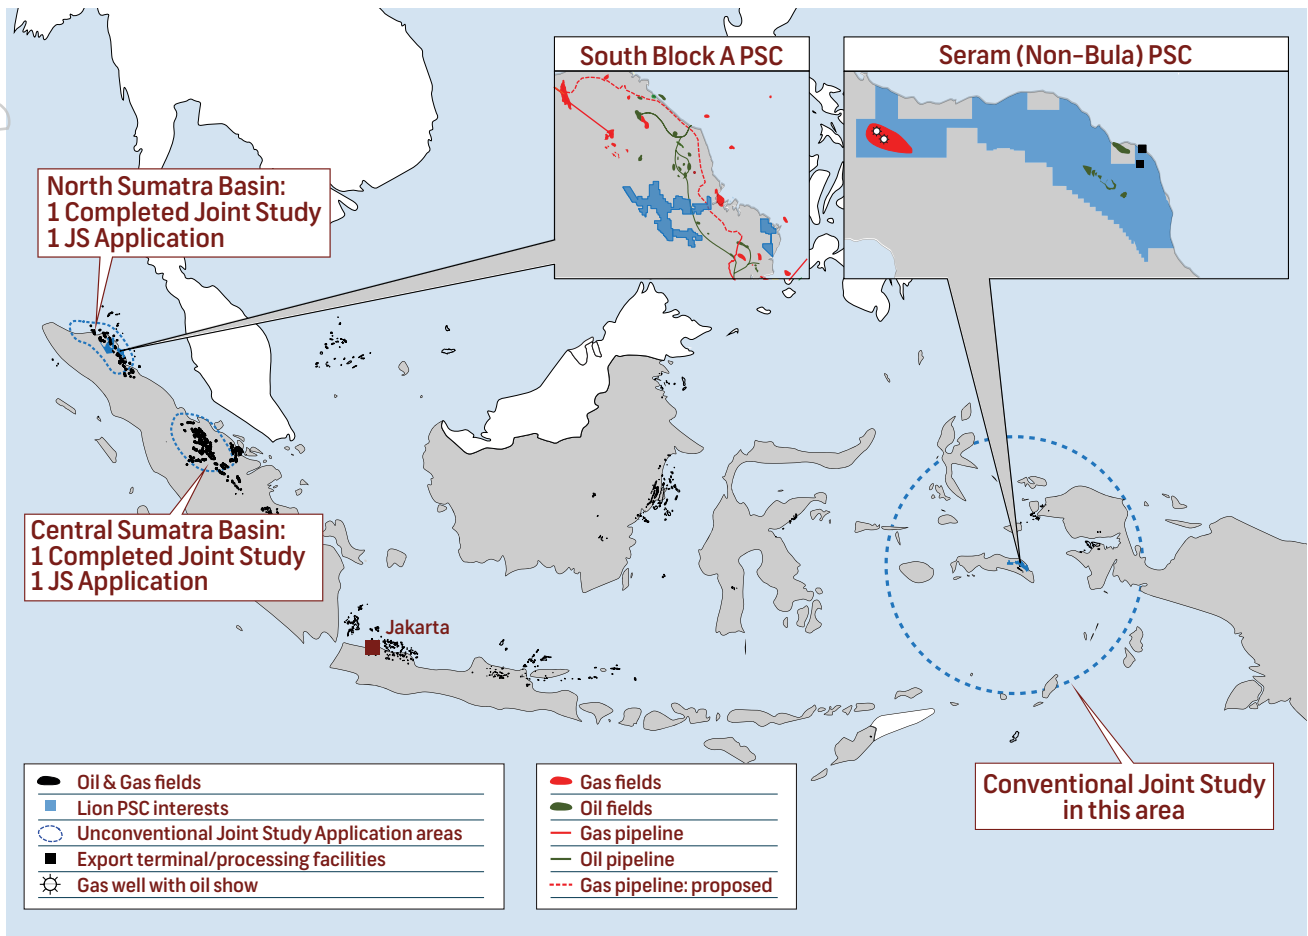 South Block A PSC
Seram (Non-Bula) PSC
North Sumatra Basin:
1 Completed Joint Study
1 JS Application
Central Sumatra Basin:
1 Completed Joint Study
1 JS Application
Jakarta
Conventional Joint Study
in this area
Oil & Gas fields
Lion PSC interests
Unconventional Joint Study Application areas
Export terminal/processing facilities
Gas well with oil show
Gas fields
Oil fields
Gas pipeline
Oil pipeline
Gas pipeline: proposed